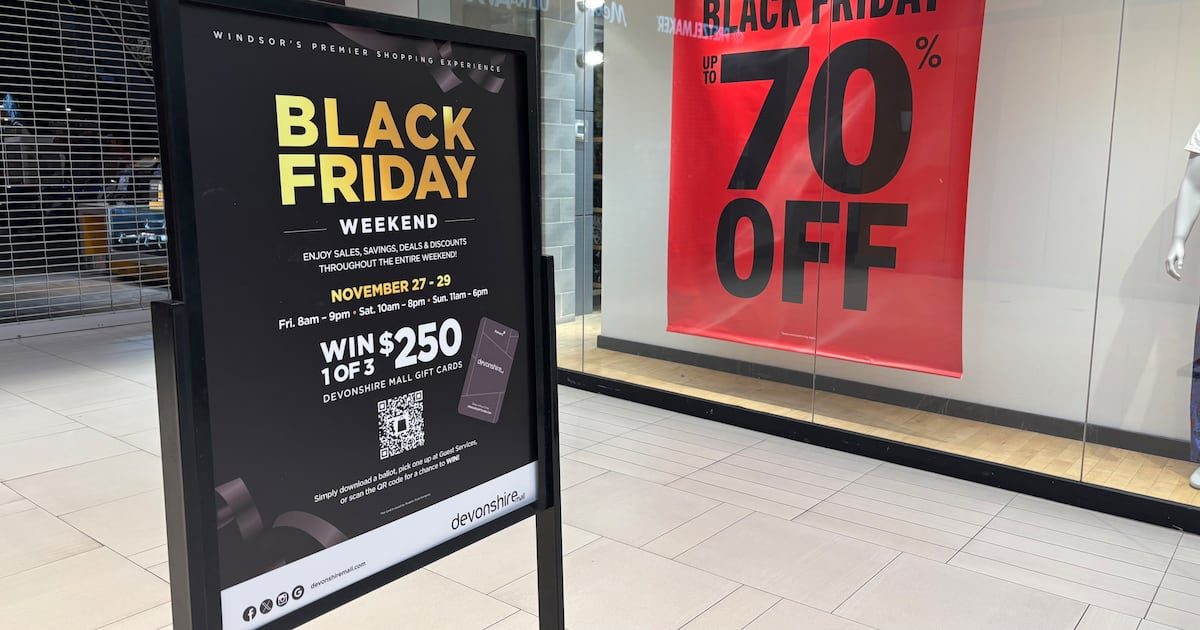 WINDSOR'S PREMIER SHOPPING EXPERIENCE
BLACK
FRIDAY
WEEKEND
ENJOY SALES, SAVINGS, DEALS & DISCOUNTS
THROUGHOUT THE ENTIRE WEEKEND!
NOVEMBER 27 - 29
Fri. 8am – 9pm • Sat. 10am – 8pm • Sun. 11am – 6pm
WIN
1 OF 3
$250
DEVONSHIRE MALL GIFT CARDS
devonshire
Simply download a ballot, pick one up at Guest Services,
or scan the QR code for a chance to WIN!
devonshire mall
devonshiremall.com
BLACK FRIDAY
UP
TO
70%
OFF
PRETZELMAKER